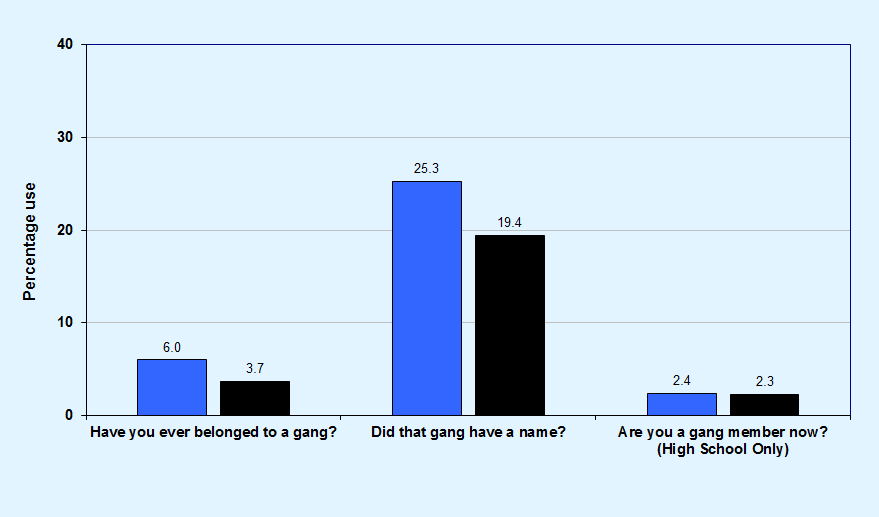 40
30
20
10
0
Percentage use
6.0
3.7
25.3
19.4
2.4
2.3
Have you ever belonged to a gang?
Did that gang have a name?
Are you a gang member now?
(High School Only)